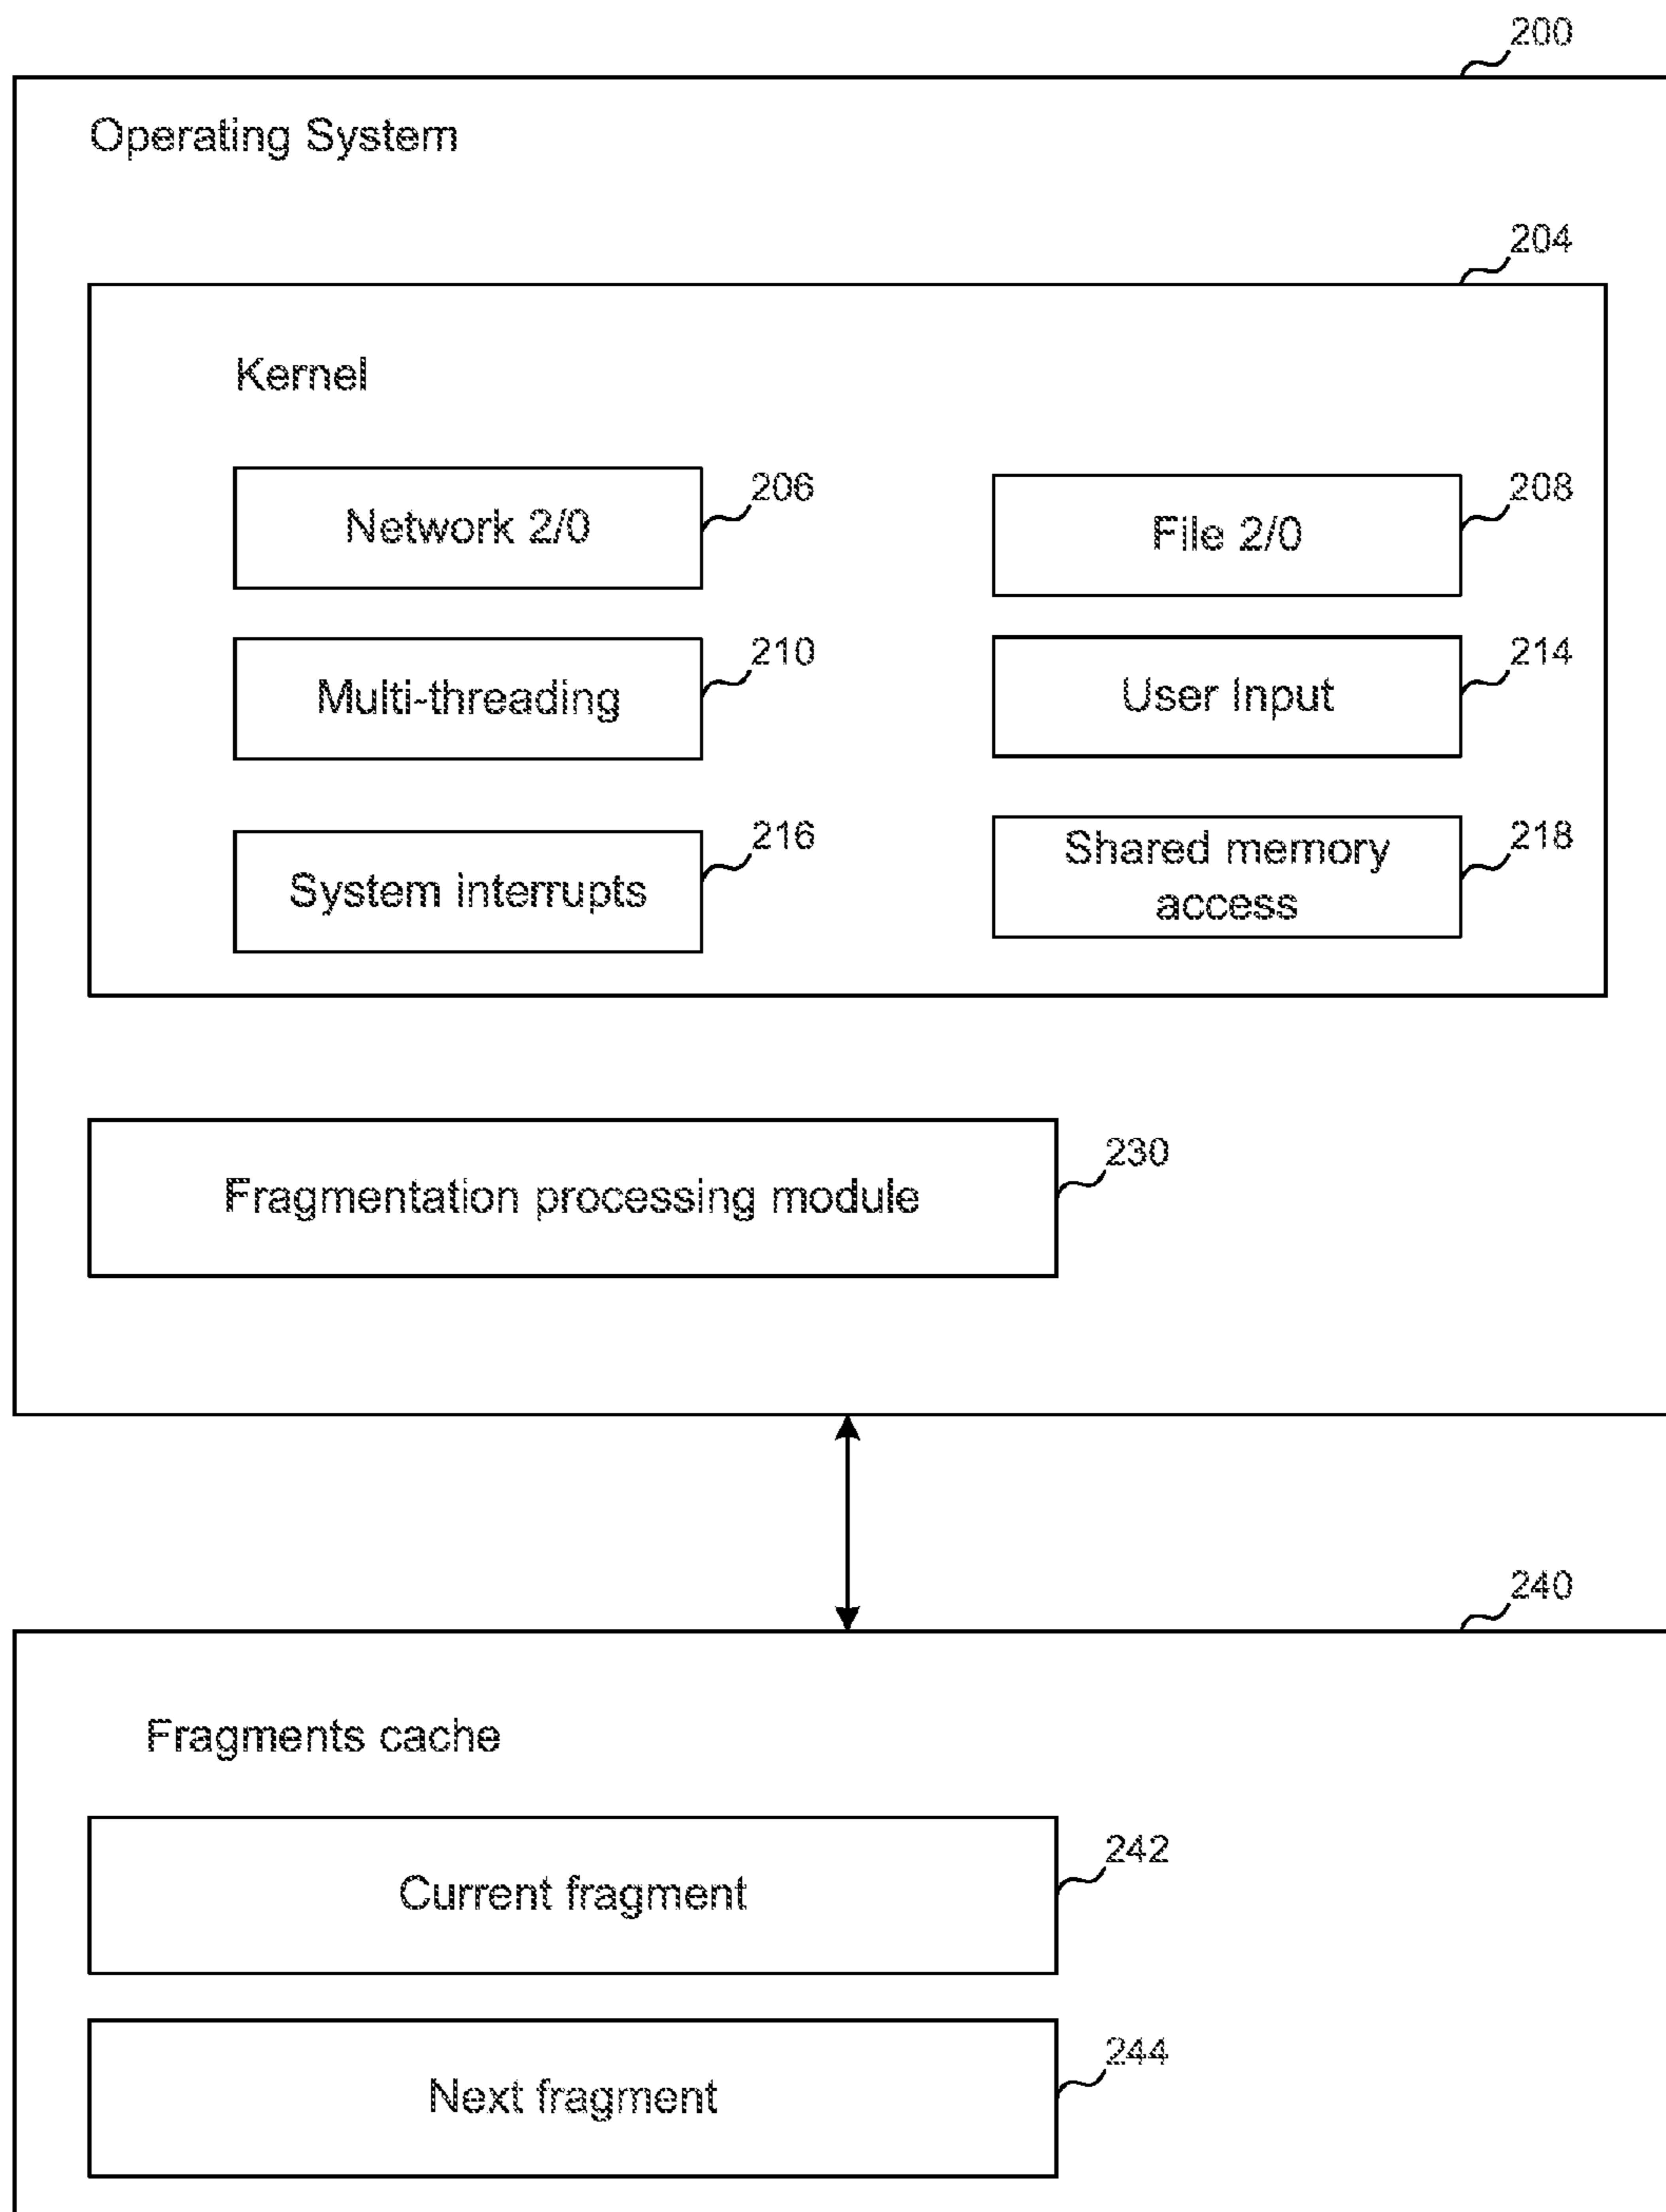 200
Operating System
204
Kernel
Network 2/0
206
File 2/0
208
Multi-threading
210
User Input
214
System interrupts
216
Shared memory
access
218
Fragmentation processing module
230
240
Fragments cache
Current fragment
242
Next fragment
244